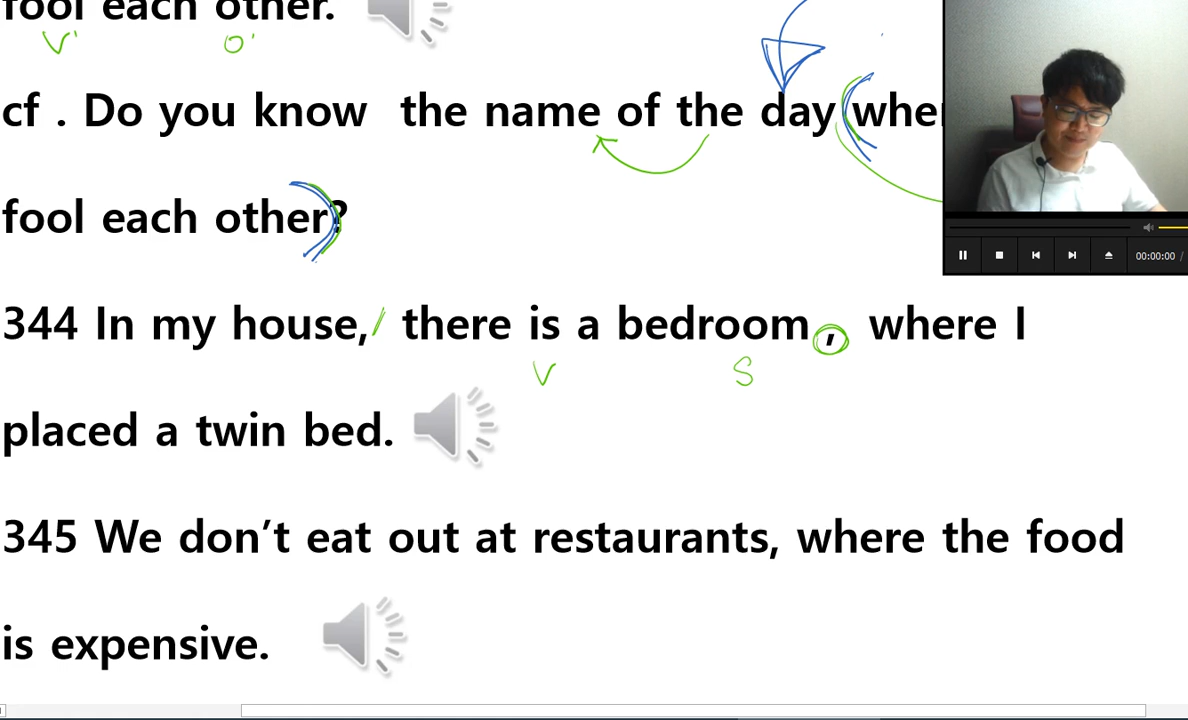 fool each other.
V' O'
cf . Do you know the name of the day
fool each other?
344 In my house, / there is a bedroom , where I
V S
placed a twin bed.
00:00:00 /
345 We don’t eat out at restaurants, where the food
is expensive.